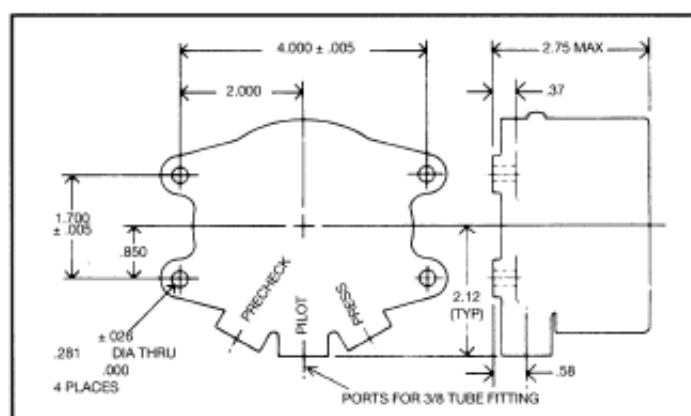 4.000 ± .005
2.75 MAX
2.000
.37
1.700
± .005
.850
PRECHECK
PILOT
PRESS
2.12
(TYP)
±.026
.281 DIA THRU
.000
4 PLACES
.58
PORTS FOR 3/8 TUBE FITTING